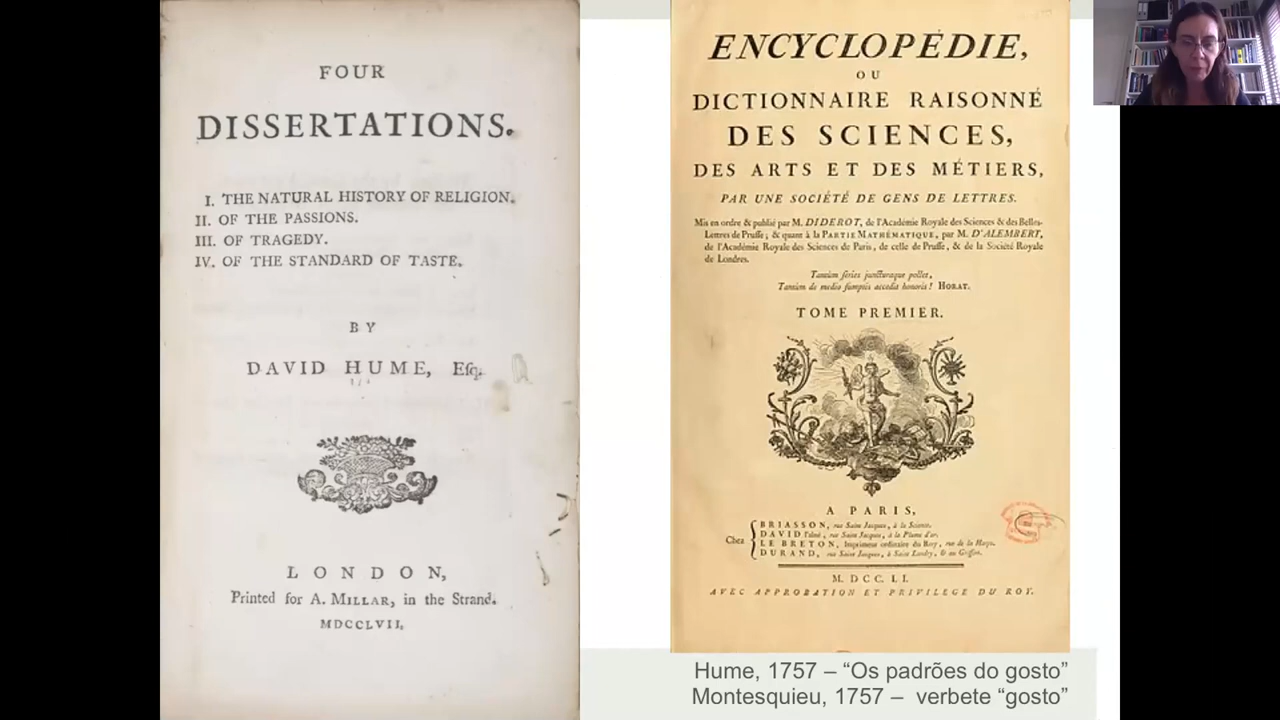 FOUR
DISSERTATIONS.
I. THE NATURAL HISTORY OF RELIGION.
II. OF THE PASSIONS.
III. OF TRAGEDY.
IV. OF THE STANDARD OF TASTE.
BY
DAVID HUME, Eſq.
LONDON,
Printed for A. MILLAR, in the Strand.
MDCCLVII.
ENCYCLOPÉDIE,
OU
DICTIONNAIRE RAISONNÉ
DES SCIENCES,
DES ARTS ET DES MÉTIERS,
PAR UNE SOCIÉTÉ DE GENS DE LETTRES.
Mis en ordre & publié par M. DIDEROT, de l'Académie Royale des Sciences & des Belles-
Lettres de Pruſſe; & quant à la PARTIE MATHÉMATIQUE, par M. D'ALEMBERT,
de l'Académie Royale des Sciences de Paris, de celle de Pruſſe, & de la Société Royale
de Londres.
Tantùm ſeries juncturaque pollet,
Tantùm de medio ſumptis accedit honoris! HORAT.
TOME PREMIER.
A PARIS,
Chez
BRIASSON, rue Saint Jacques, à la Science.
DAVID l'aîné, rue Saint Jacques, à la Plume d'or.
LE BRETON, Imprimeur ordinaire du Roy, rue de la Harpe.
DURAND, rue Saint Jacques, à Saint Landry, & au Griffon.
M. DCC. LI.
AVEC APPROBATION ET PRIVILEGE DU ROY.
Hume, 1757 – “Os padrões do gosto”
Montesquieu, 1757 – verbete “gosto”